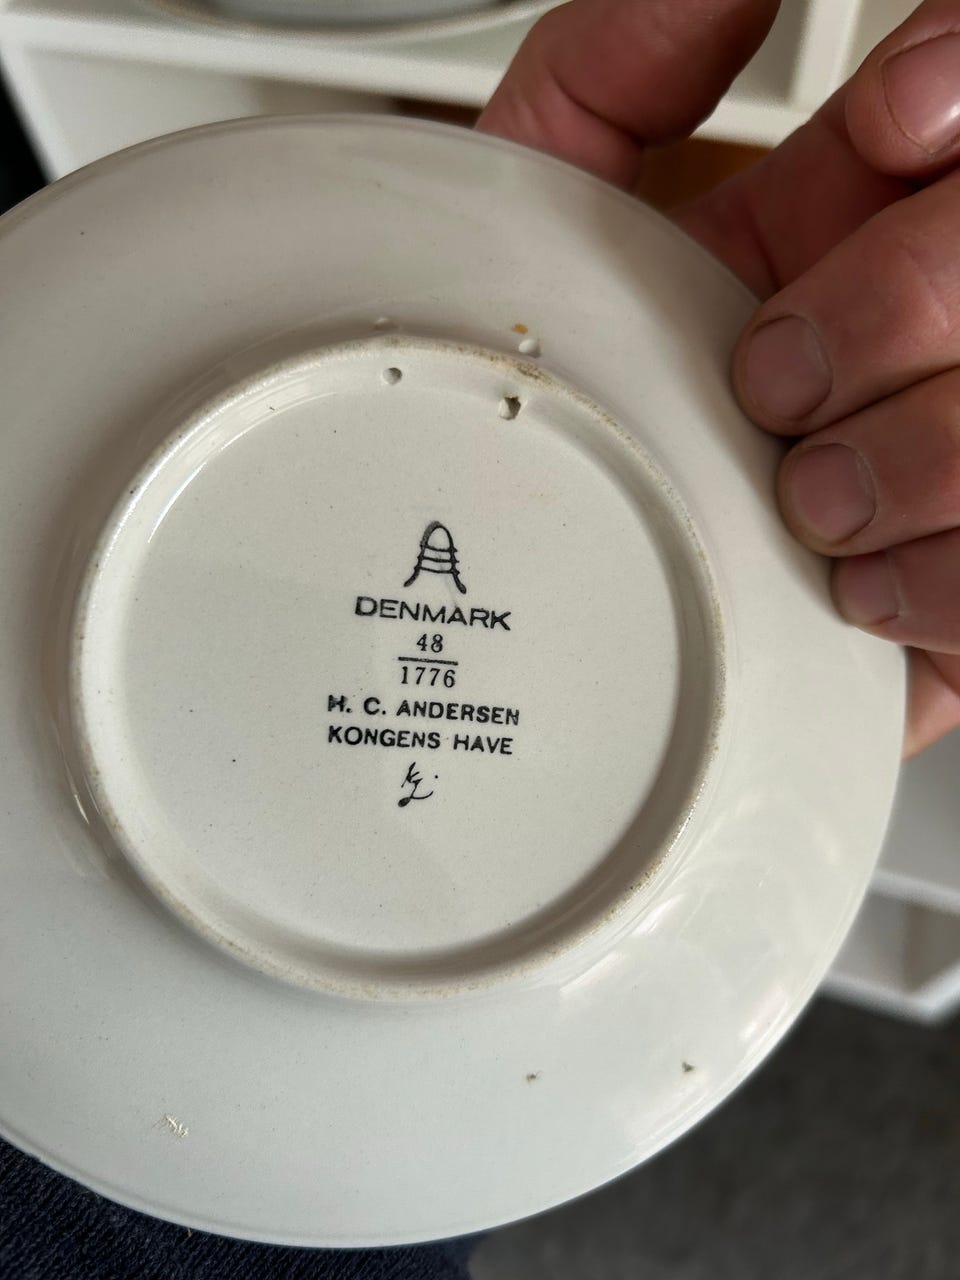 DENMARK
48
1776
H. C. ANDERSEN
KONGENS HAVE